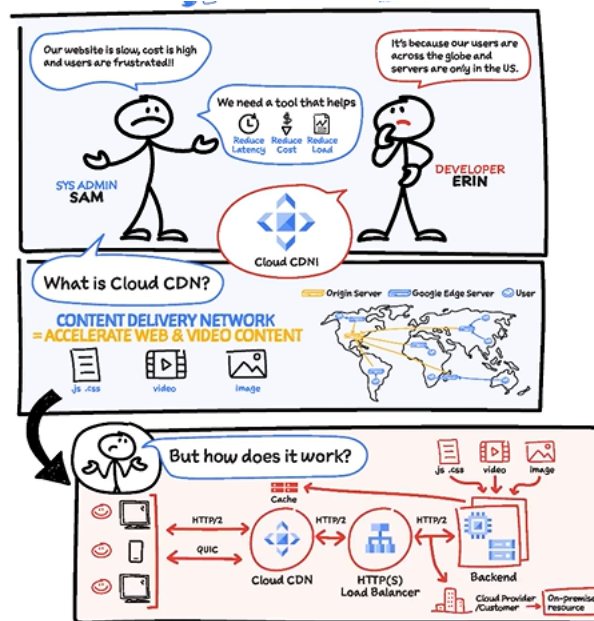 Our website is slow, cost is high
and users are frustrated!!
It's because our users are
across the globe and
servers are only in the US.
We need a tool that helps
Reduce Latency
Reduce Cost
Reduce Load
SYS ADMIN
SAM
DEVELOPER
ERIN
Cloud CDN!
What is Cloud CDN?
Origin Server Google Edge Server User
CONTENT DELIVERY NETWORK
= ACCELERATE WEB & VIDEO CONTENT
js .css video image
But how does it work?
js .css video image
Cache
HTTP/2 HTTP/2 HTTP/2
QUIC
Cloud CDN
HTTP(S)
Load Balancer
Backend
Cloud Provider
/Customer
On-premise
resource